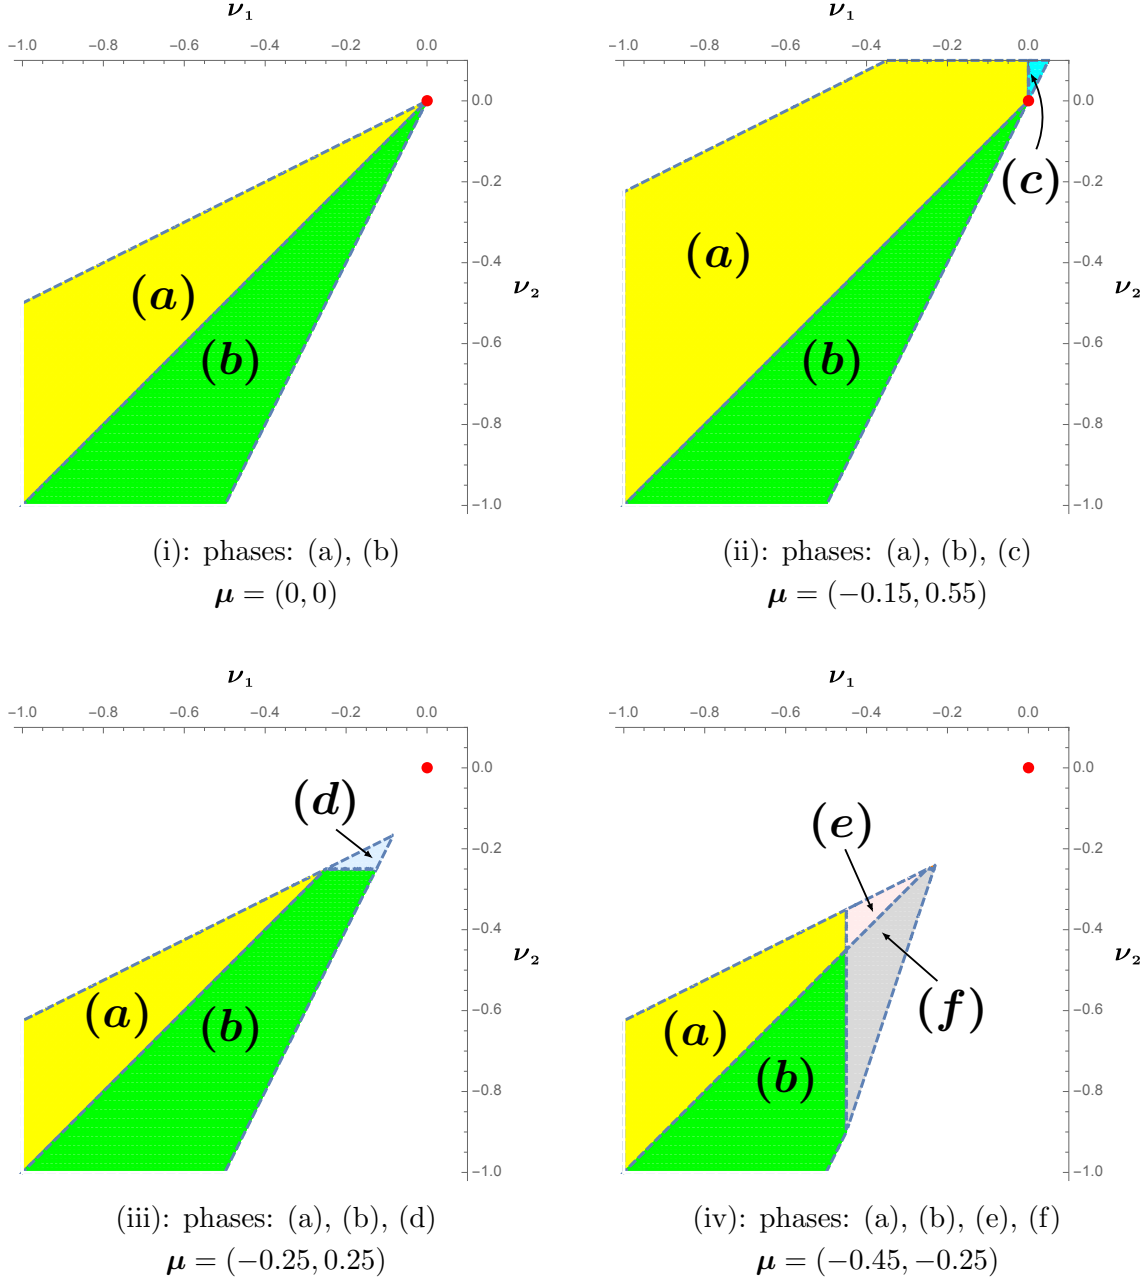 ν₁
−1.0 −0.8 −0.6 −0.4 −0.2 0.0
0.0
−0.2
−0.4
−0.6
−0.8
−1.0
ν₂
(a)
(b)
(i): phases: (a), (b)
μ = (0, 0)
ν₁
−1.0 −0.8 −0.6 −0.4 −0.2 0.0
0.0
−0.2
−0.4
−0.6
−0.8
−1.0
ν₂
(c)
(a)
(b)
(ii): phases: (a), (b), (c)
μ = (−0.15, 0.55)
ν₁
−1.0 −0.8 −0.6 −0.4 −0.2 0.0
0.0
−0.2
−0.4
−0.6
−0.8
−1.0
ν₂
(d)
(a)
(b)
(iii): phases: (a), (b), (d)
μ = (−0.25, 0.25)
ν₁
−1.0 −0.8 −0.6 −0.4 −0.2 0.0
0.0
−0.2
−0.4
−0.6
−0.8
−1.0
ν₂
(e)
(f)
(a)
(b)
(iv): phases: (a), (b), (e), (f)
μ = (−0.45, −0.25)